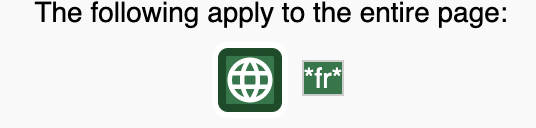 The following apply to the entire page:
*fr*